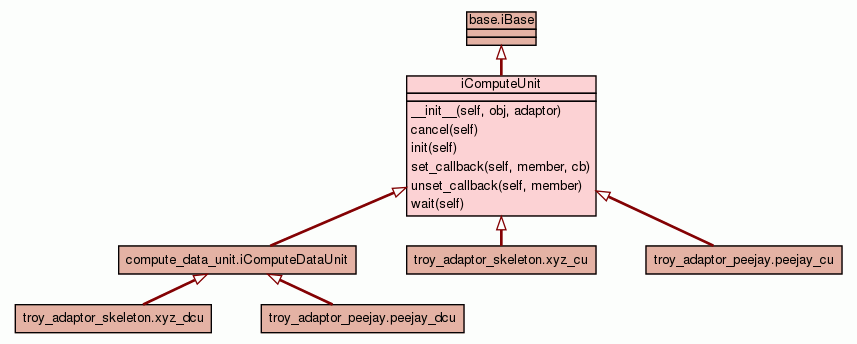 base.iBase
iComputeUnit
__init__(self, obj, adaptor)
cancel(self)
init(self)
set_callback(self, member, cb)
unset_callback(self, member)
wait(self)
compute_data_unit.iComputeDataUnit
troy_adaptor_skeleton.xyz_cu
troy_adaptor_peejay.peejay_cu
troy_adaptor_skeleton.xyz_dcu
troy_adaptor_peejay.peejay_dcu